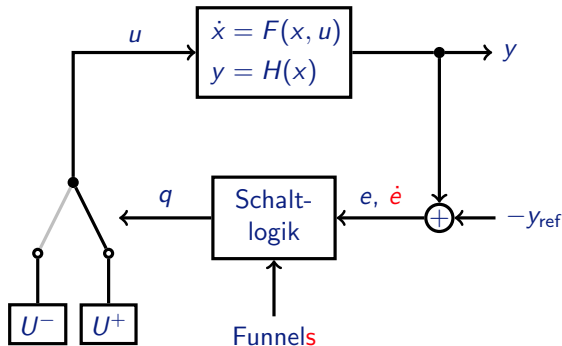 u
ẋ = F(x, u)
y = H(x)
y
q
Schalt-
logik
e, ė
+
−y_ref
U⁻
U⁺
Funnels